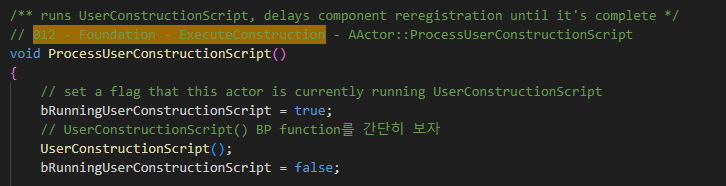 /** runs UserConstructionScript, delays component reregistration until it's complete */
// 012 - Foundation - ExecuteConstruction - AActor::ProcessUserConstructionScript
void ProcessUserConstructionScript()
{
// set a flag that this actor is currently running UserConstructionScript
bRunningUserConstructionScript = true;
// UserConstructionScript() BP function를 간단히 보자
UserConstructionScript();
bRunningUserConstructionScript = false;